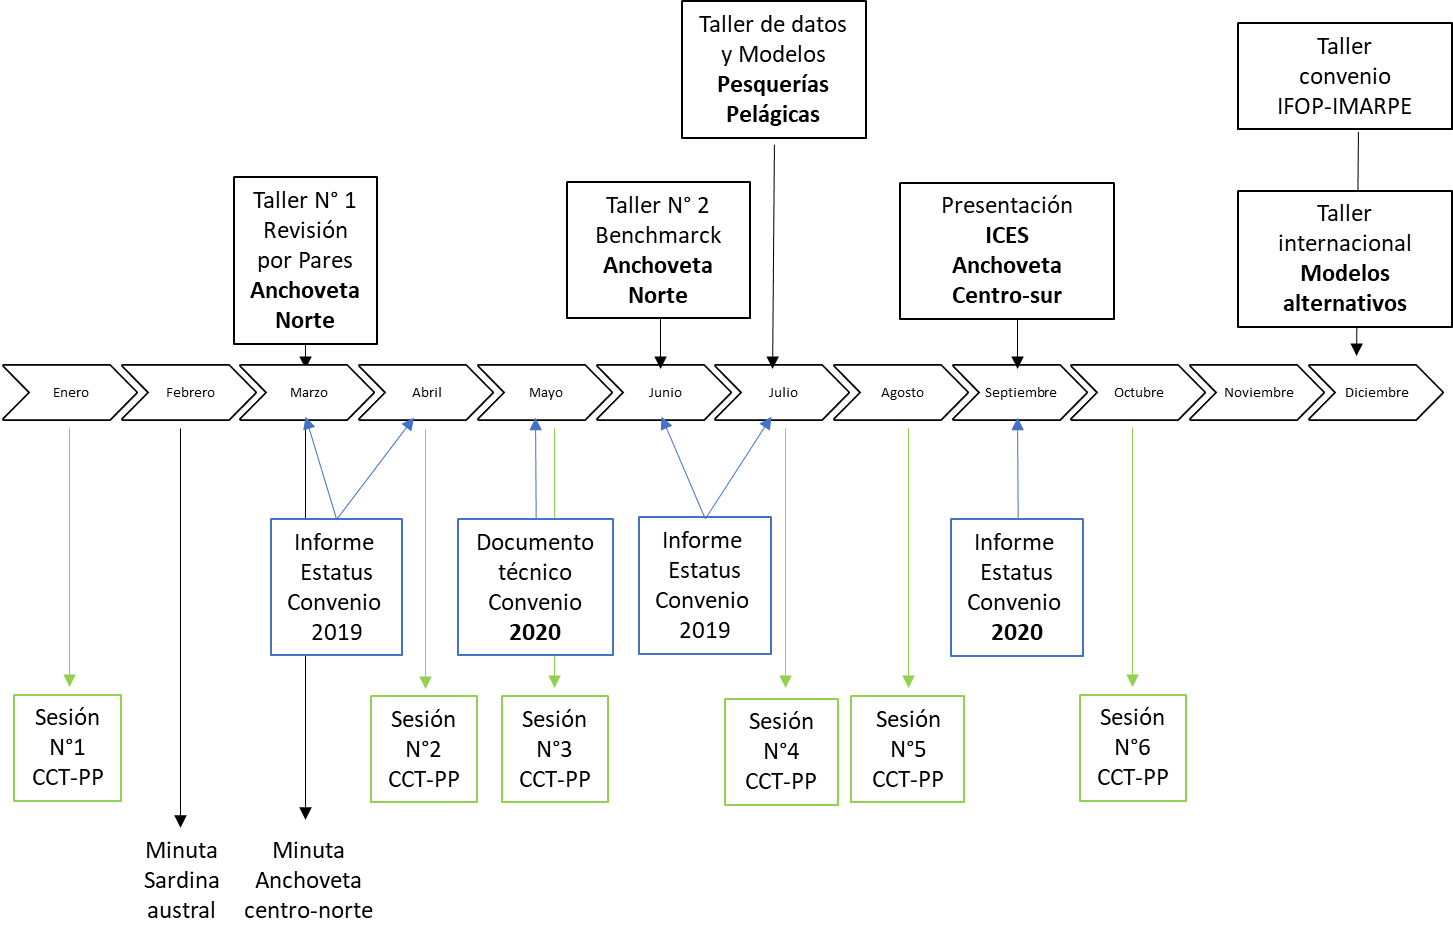 Taller de datos
y Modelos
Pesquerías
Pelágicas
Taller
convenio
IFOP-IMARPE
Taller N° 1
Revisión
por Pares
Anchoveta
Norte
Taller N° 2
Benchmarck
Anchoveta
Norte
Presentación
ICES
Anchoveta
Centro-sur
Taller
internacional
Modelos
alternativos
Enero
Febrero
Marzo
Abril
Mayo
Junio
Julio
Agosto
Septiembre
Octubre
Noviembre
Diciembre
Informe
Estatus
Convenio
2019
Documento
técnico
Convenio
2020
Informe
Estatus
Convenio
2019
Informe
Estatus
Convenio
2020
Sesión
N°1
CCT-PP
Sesión
N°2
CCT-PP
Sesión
N°3
CCT-PP
Sesión
N°4
CCT-PP
Sesión
N°5
CCT-PP
Sesión
N°6
CCT-PP
Minuta
Sardina
austral
Minuta
Anchoveta
centro-norte